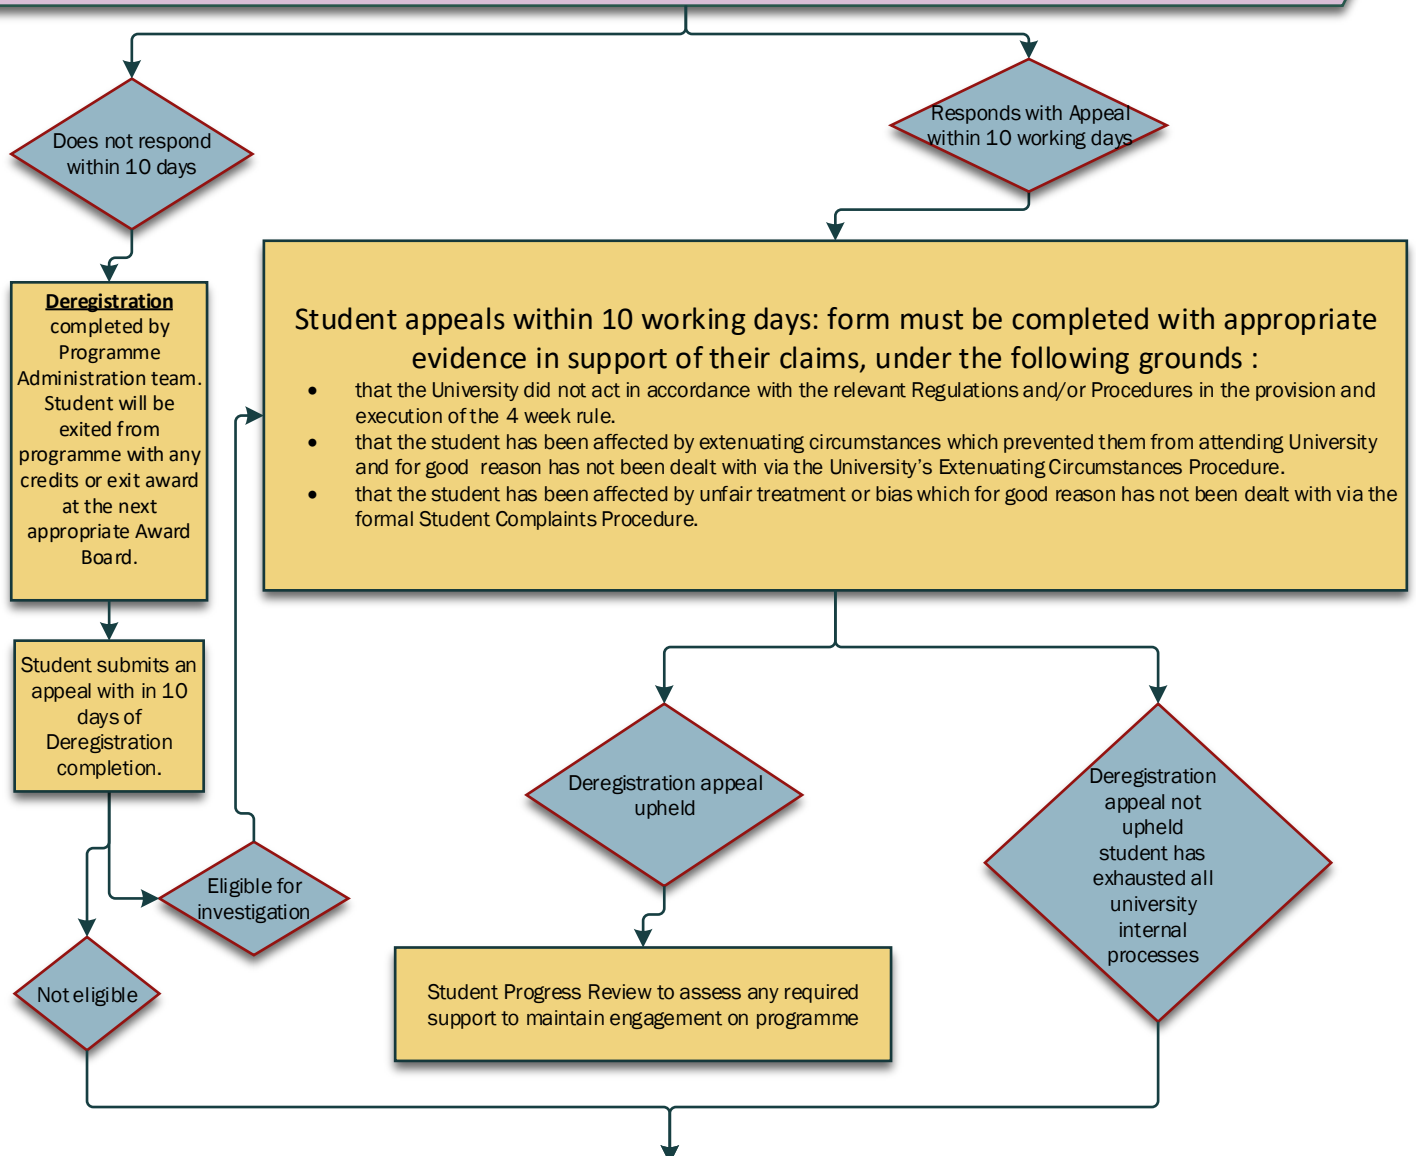 Does not respond
within 10 days
Responds with Appeal
within 10 working days
Deregistration
completed by
Programme
Administration team.
Student will be
exited from
programme with any
credits or exit award
at the next
appropriate Award
Board.
Student appeals within 10 working days: form must be completed with appropriate
evidence in support of their claims, under the following grounds :
• that the University did not act in accordance with the relevant Regulations and/or Procedures in the provision and
execution of the 4 week rule.
• that the student has been affected by extenuating circumstances which prevented them from attending University
and for good reason has not been dealt with via the University’s Extenuating Circumstances Procedure.
• that the student has been affected by unfair treatment or bias which for good reason has not been dealt with via the
formal Student Complaints Procedure.
Student submits an
appeal with in 10
days of
Deregistration
completion.
Eligible for
investigation
Not eligible
Deregistration appeal
upheld
Student Progress Review to assess any required
support to maintain engagement on programme
Deregistration
appeal not
upheld
student has
exhausted all
university
internal
processes